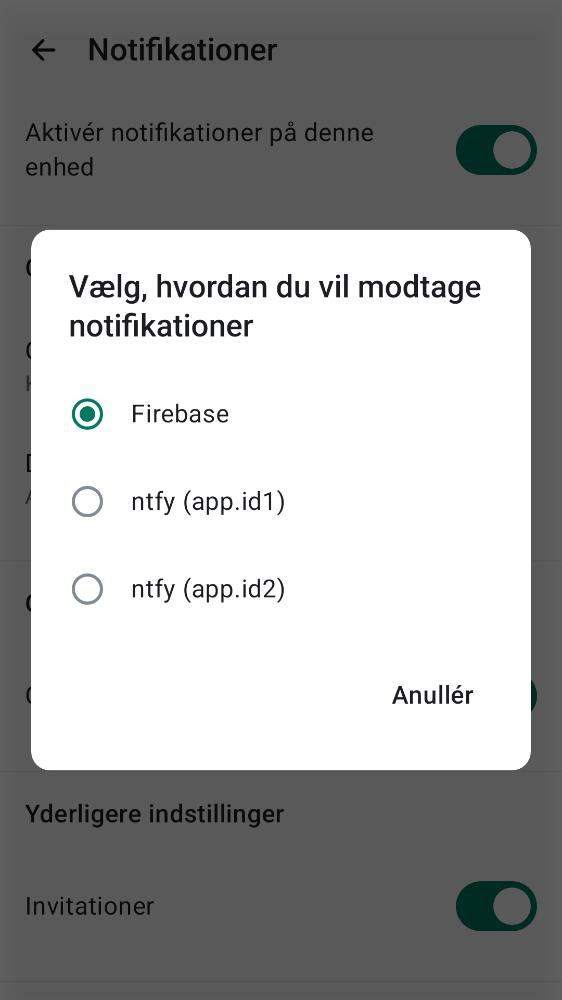 Notifikationer
Aktivér notifikationer på denne
enhed
Vælg, hvordan du vil modtage
notifikationer
Firebase
ntfy (app.id1)
ntfy (app.id2)
Anullér
Yderligere indstillinger
Invitationer